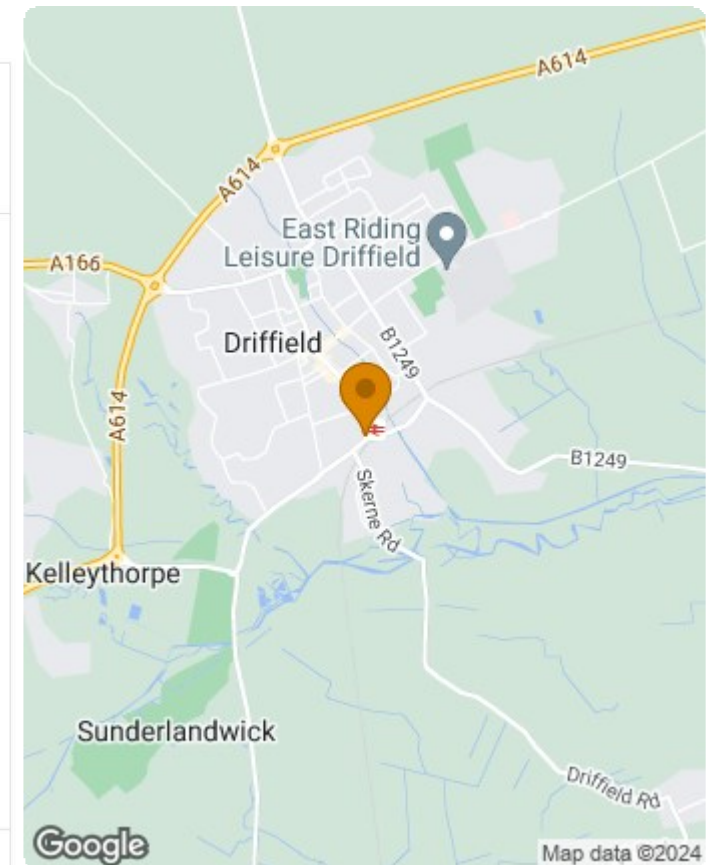 A614
A614
A166
East Riding
Leisure Driffield
Driffield
B1249
A614
B1249
Skerne Rd
Kelleythorpe
Sunderlandwick
Driffield Rd
Google
Map data ©2024